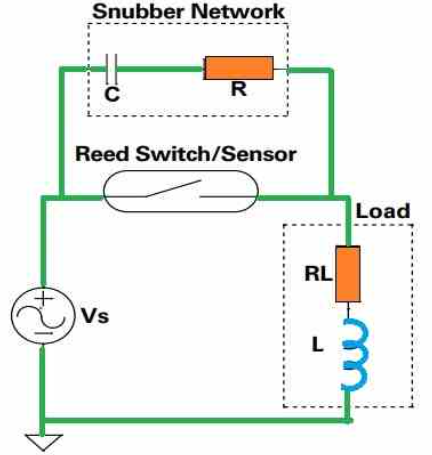 Snubber Network
C
R
Reed Switch/Sensor
Load
RL
Vs
L